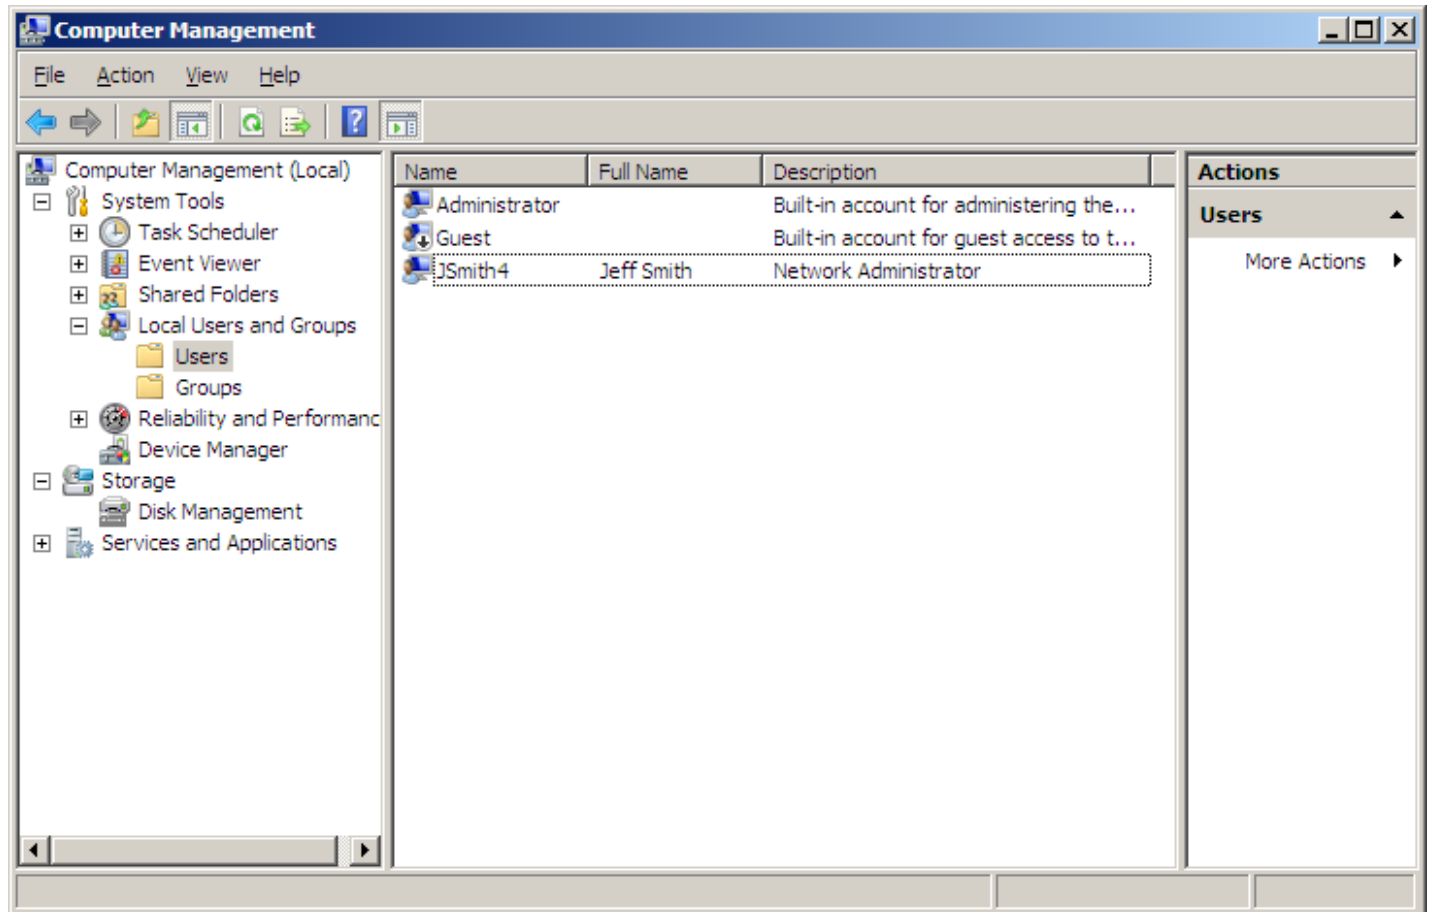 Computer Management
File Action View Help
Computer Management (Local)
System Tools
Task Scheduler
Event Viewer
Shared Folders
Local Users and Groups
Users
Groups
Reliability and Performanc
Device Manager
Storage
Disk Management
Services and Applications
Name Full Name Description
Administrator Built-in account for administering the...
Guest Built-in account for guest access to t...
JSmith4 Jeff Smith Network Administrator
Actions
Users
More Actions